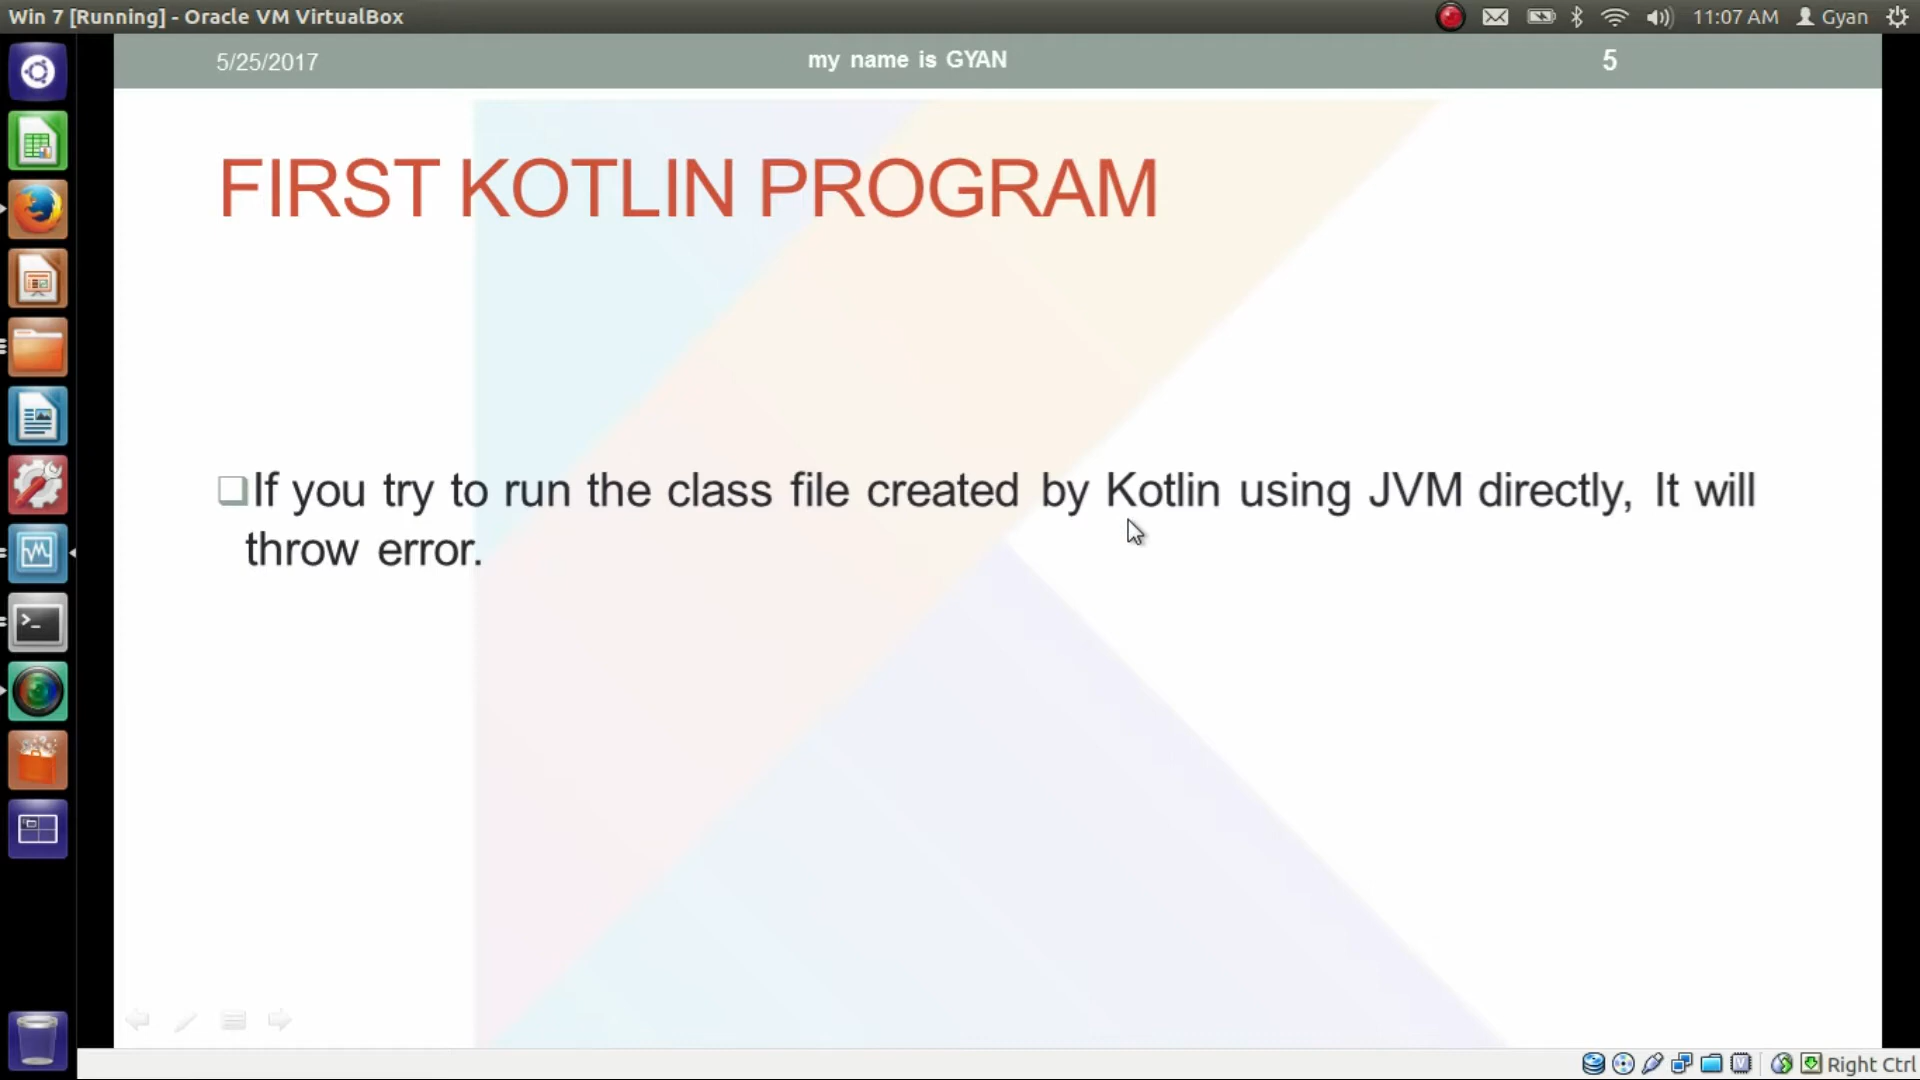 Win 7 [Running] - Oracle VM VirtualBox
11:07 AM Gyan
5/25/2017
my name is GYAN
5
FIRST KOTLIN PROGRAM
If you try to run the class file created by Kotlin using JVM directly, It will
throw error.
Right Ctrl